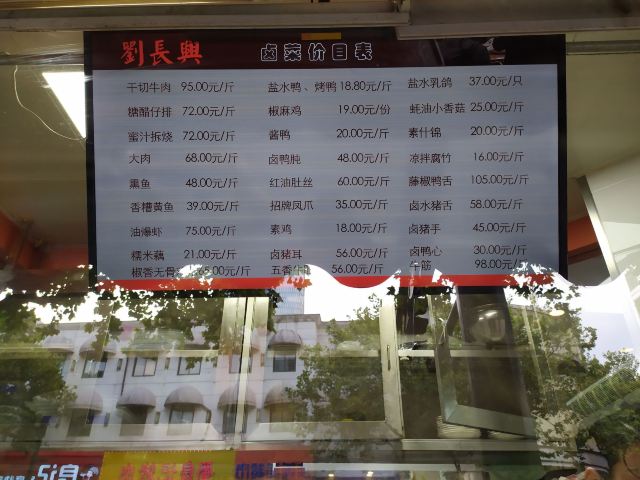 劉長興 卤菜价目表
干切牛肉 95.00元/斤 盐水鸭、烤鸭 18.80元/斤 盐水乳鸽 37.00元/只
糖醋仔排 72.00元/斤 椒麻鸡 19.00元/份 蚝油小香菇 25.00元/斤
蜜汁拆烧 72.00元/斤 酱鸭 20.00元/斤 素什锦 20.00元/斤
大肉 68.00元/斤 卤鸭肫 48.00元/斤 凉拌腐竹 16.00元/斤
熏鱼 48.00元/斤 红油肚丝 60.00元/斤 藤椒鸭舌 105.00元/斤
香糟黄鱼 39.00元/斤 招牌凤爪 35.00元/斤 卤水猪舌 58.00元/斤
油爆虾 75.00元/斤 素鸡 18.00元/斤 卤猪手 45.00元/斤
糯米藕 21.00元/斤 卤猪耳 56.00元/斤 卤鸭心 30.00元/斤
椒香无骨 65.00元/斤 五香牛 56.00元/斤 筋 98.00元/斤